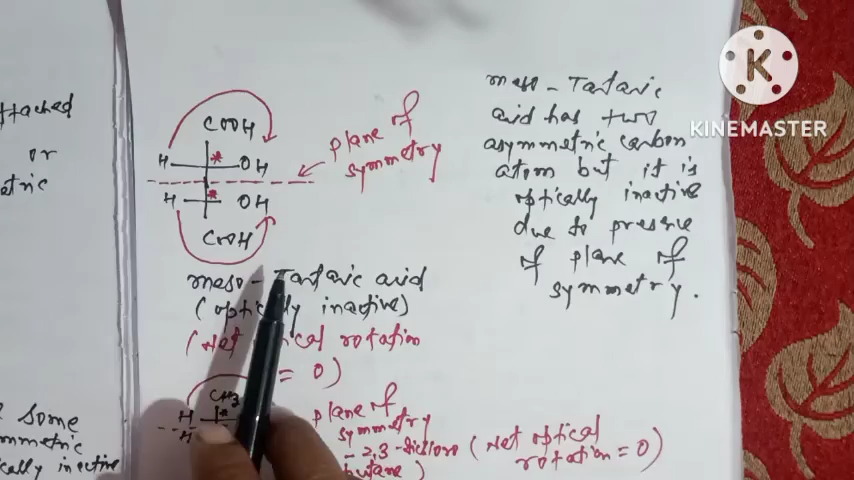 ttached
or
etric
COOH
H * OH
plane of
symmetry
* H OH
COOH
meso - Tartaric acid
(optically inactive)
(Net rotation
= 0)
CH3
H *
H
plane of
symmetry
- 2,3-dichloro
butane)
(Net optical
rotation = 0)
meso - Tartaric
acid has two
asymmetric carbon
atom but it is
optically inactive
due to presence
of plane of
symmetry.
some
mmetric
ically inactive
K
KINEMASTER